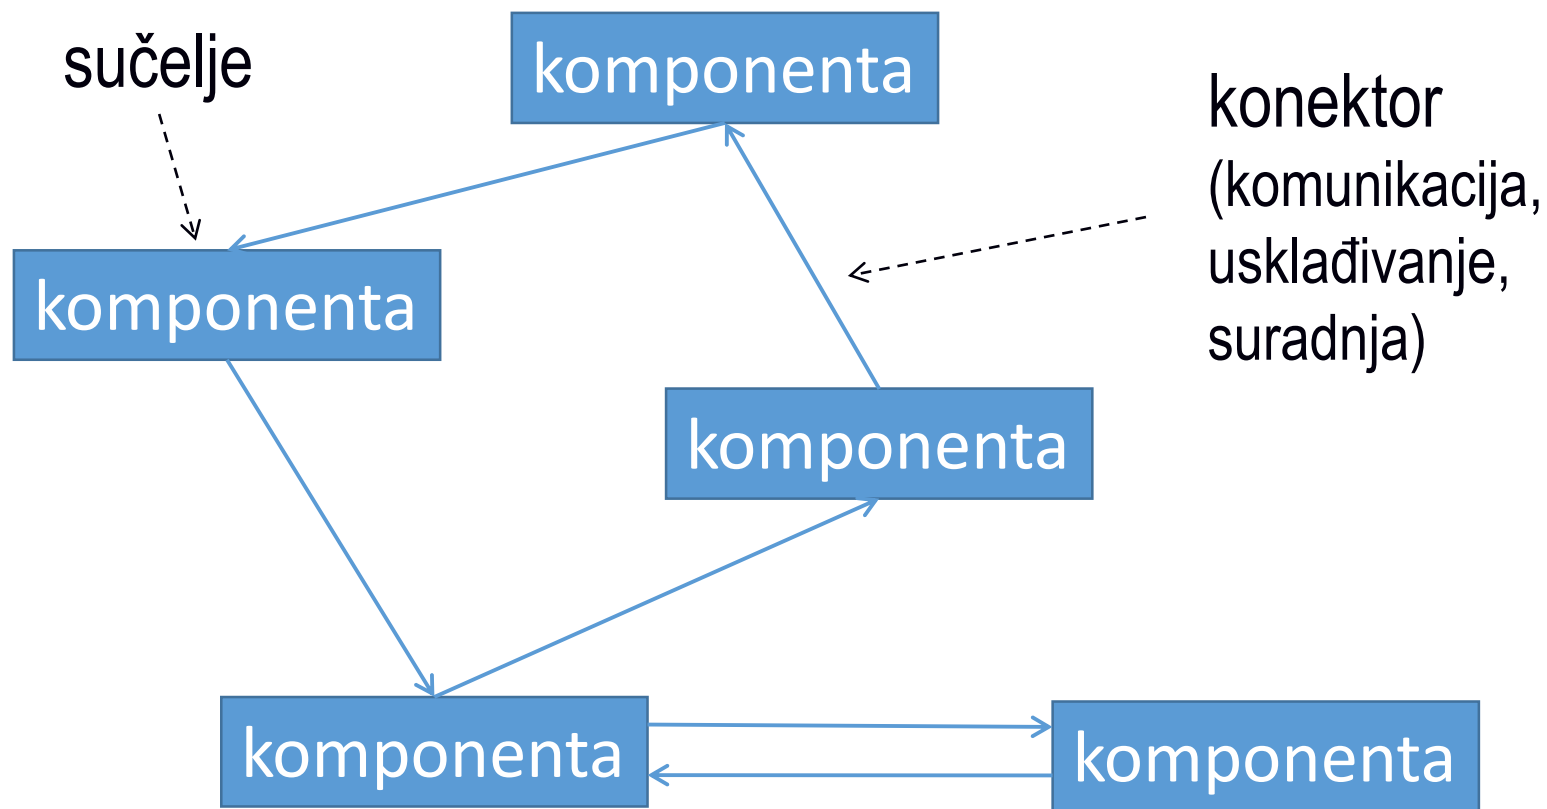 sučelje
komponenta
konektor
(komunikacija,
usklađivanje,
suradnja)
komponenta
komponenta
komponenta
komponenta